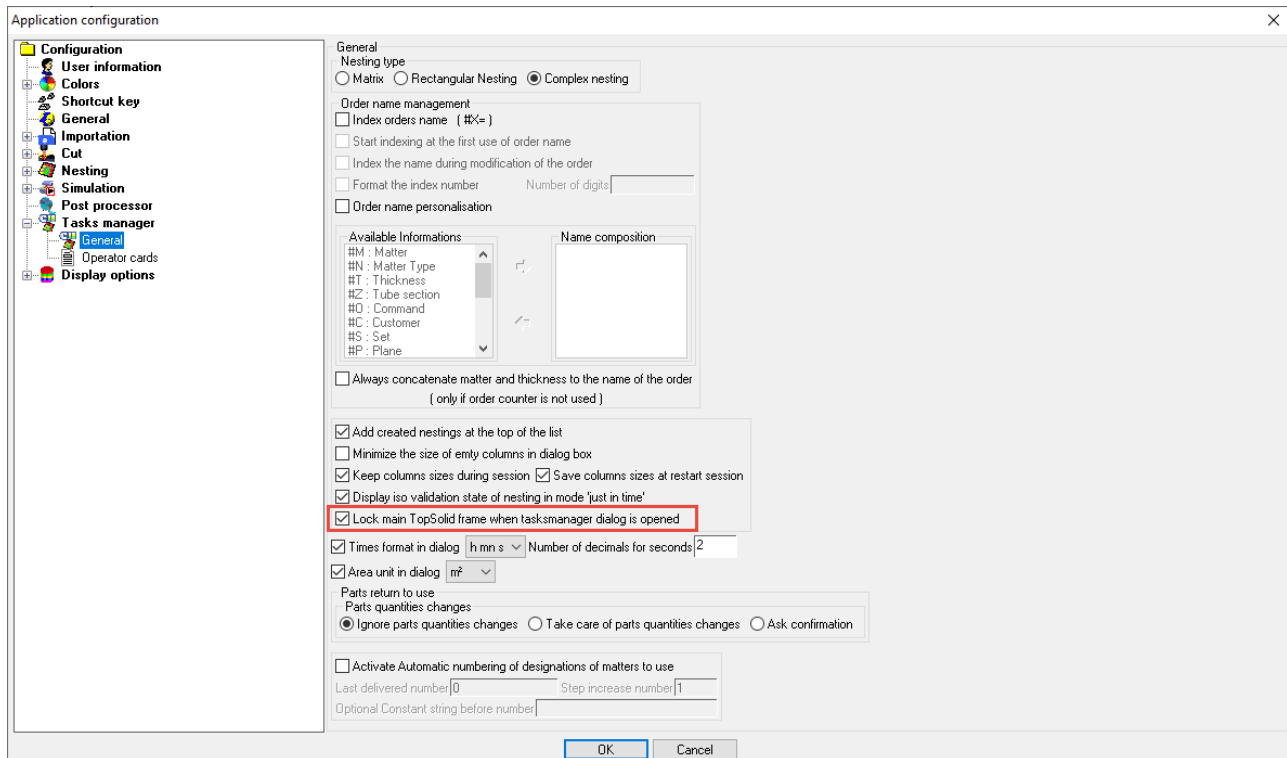 Application configuration
Configuration
User information
Colors
Shortcut key
General
Importation
Cut
Nesting
Simulation
Post processor
Tasks manager
General
Operator cards
Display options
General
Nesting type
Matrix Rectangular Nesting Complex nesting
Order name management
Index orders name ( #X= )
Start indexing at the first use of order name
Index the name during modification of the order
Format the index number Number of digits
Order name personalisation
Available Informations Name composition
#M : Matter
#N : Matter Type
#T : Thickness
#Z : Tube section
#O : Command
#C : Customer
#S : Set
#P : Plane
Always concatenate matter and thickness to the name of the order
( only if order counter is not used )
Add created nestings at the top of the list
Minimize the size of emty columns in dialog box
Keep columns sizes during session Save columns sizes at restart session
Display iso validation state of nesting in mode 'just in time'
Lock main TopSolid frame when tasksmanager dialog is opened
Times format in dialog h mn s Number of decimals for seconds 2
Area unit in dialog m²
Parts return to use
Parts quantities changes
Ignore parts quantities changes Take care of parts quantities changes Ask confirmation
Activate Automatic numbering of designations of matters to use
Last delivered number 0 Step increase number 1
Optional Constant string before number
OK Cancel